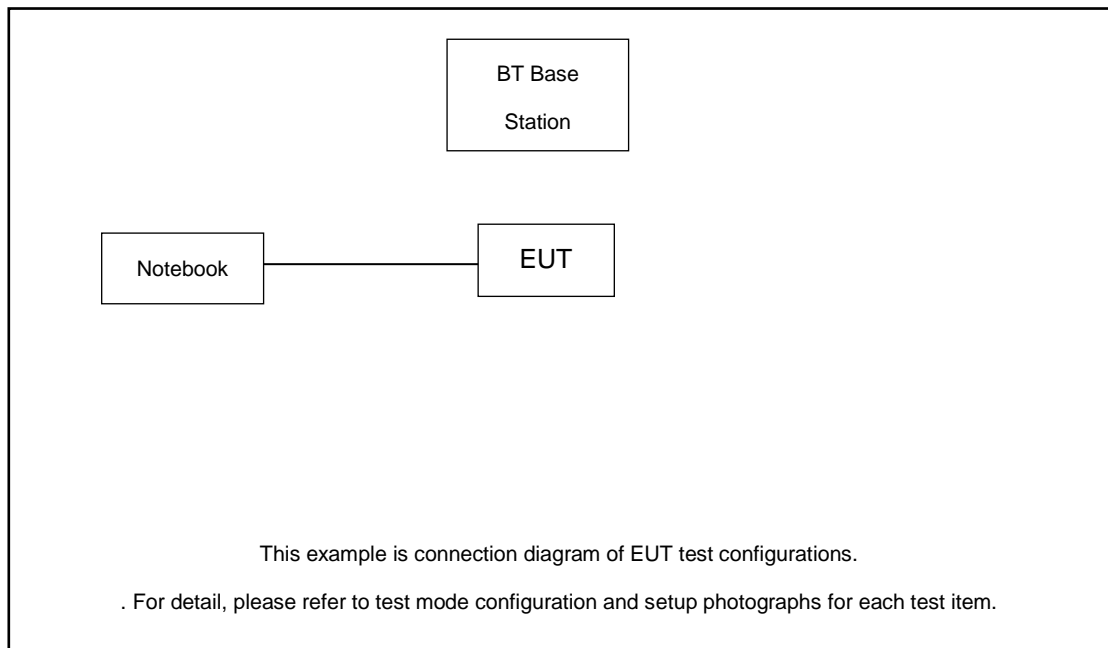 BT Base
Station
Notebook
EUT
This example is connection diagram of EUT test configurations.
. For detail, please refer to test mode configuration and setup photographs for each test item.